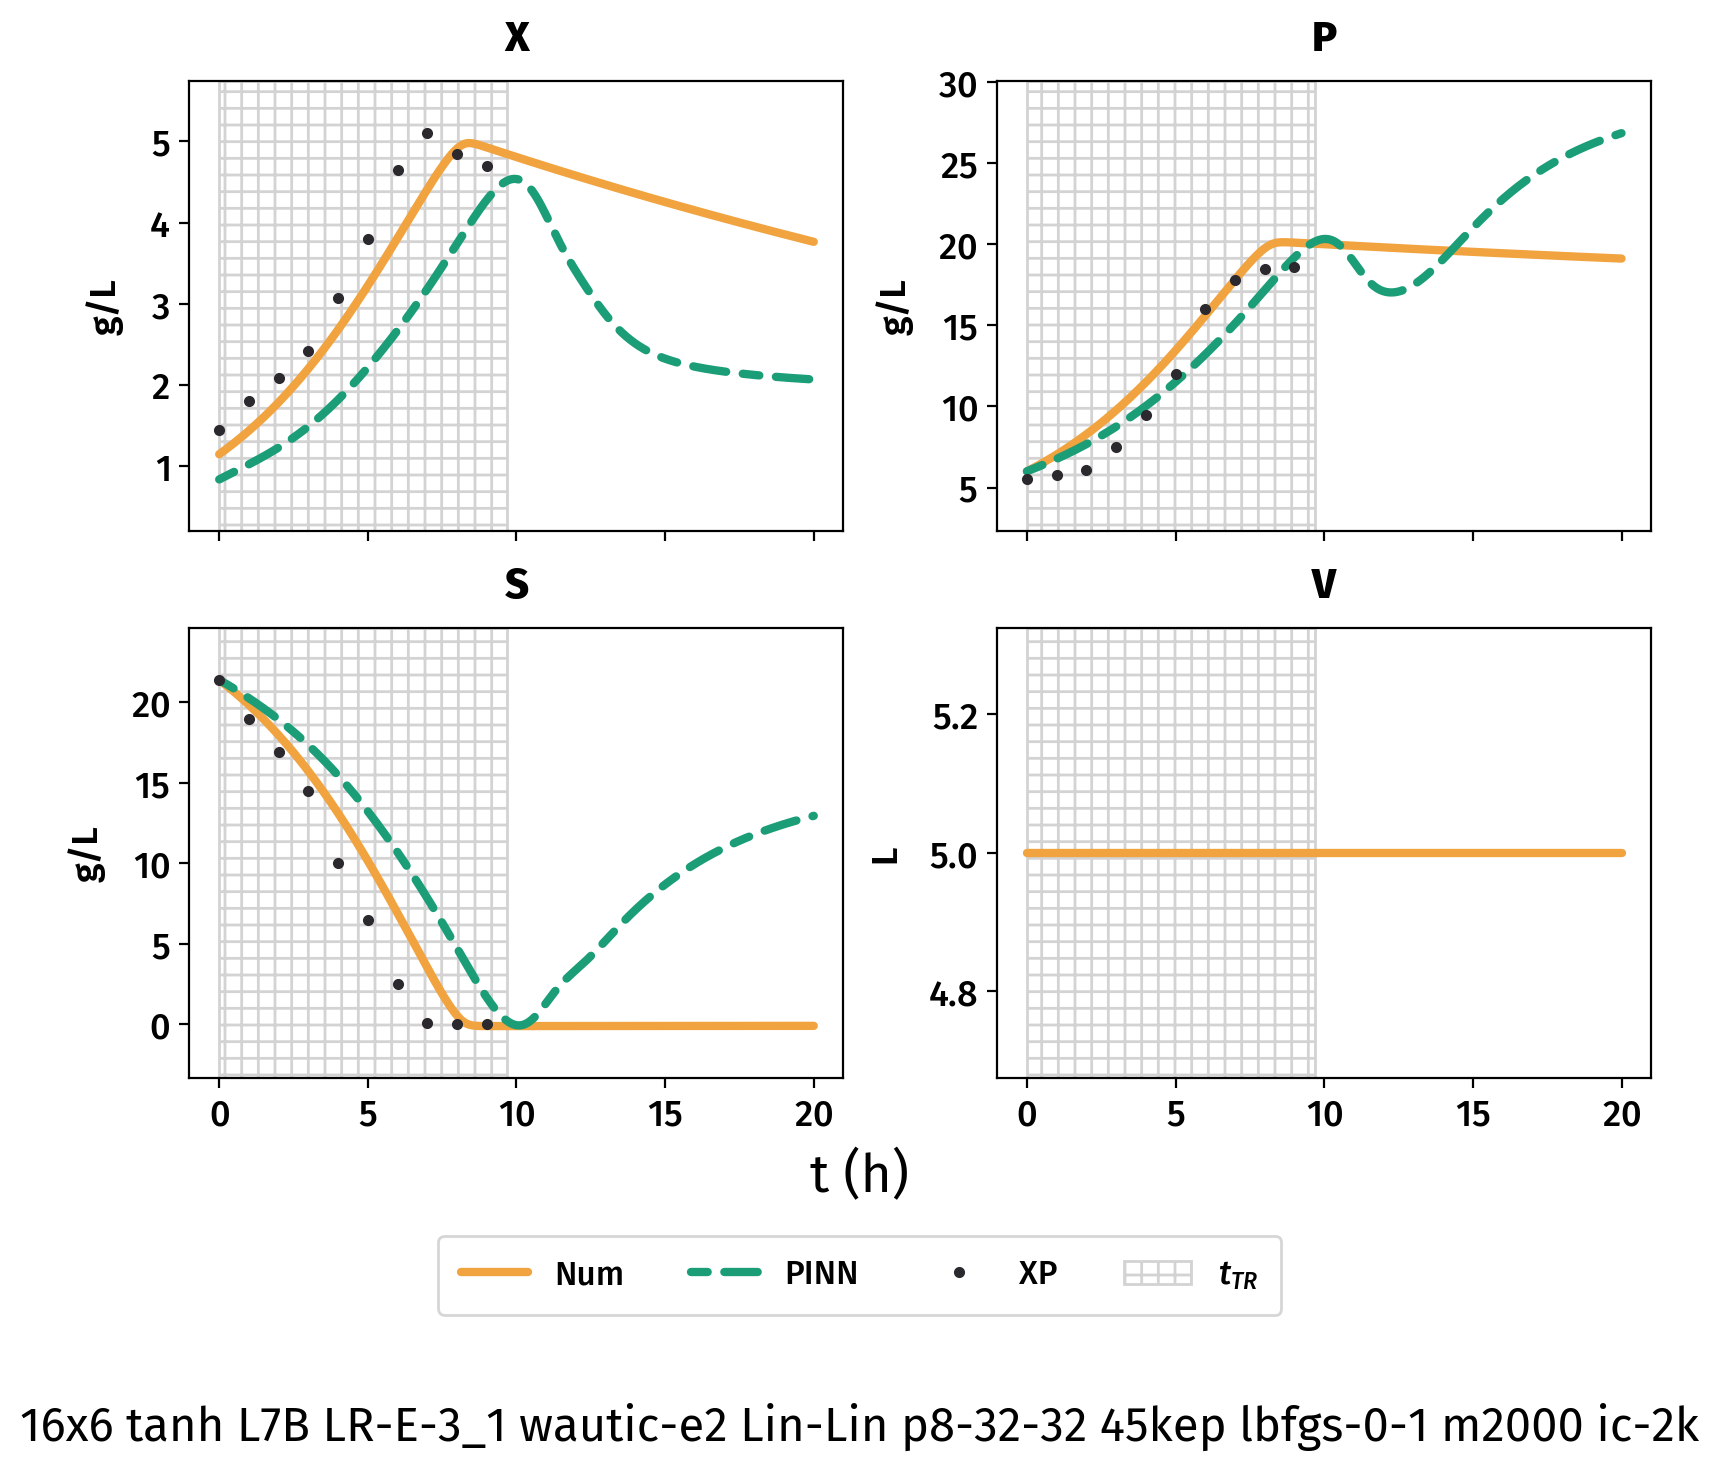 X
P
5
4
3
2
1
g/L
30
25
20
15
10
5
g/L
S
V
20
15
10
5
0
g/L
0 5 10 15 20
5.2
5.0
4.8
L
0 5 10 15 20
t (h)
Num PINN XP t_TR
16x6 tanh L7B LR-E-3_1 wautic-e2 Lin-Lin p8-32-32 45kep lbfgs-0-1 m2000 ic-2k